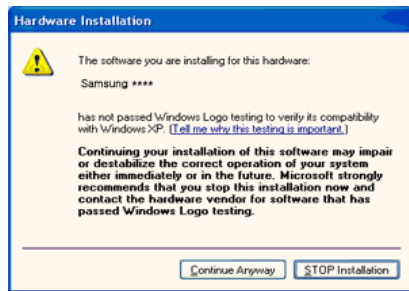 Hardware Installation
The software you are installing for this hardware:
Samsung ****
has not passed Windows Logo testing to verify its compatibility
with Windows XP. (Tell me why this testing is important.)
Continuing your installation of this software may impair
or destabilize the correct operation of your system
either immediately or in the future. Microsoft strongly
recommends that you stop this installation now and
contact the hardware vendor for software that has
passed Windows Logo testing.
Continue Anyway STOP Installation